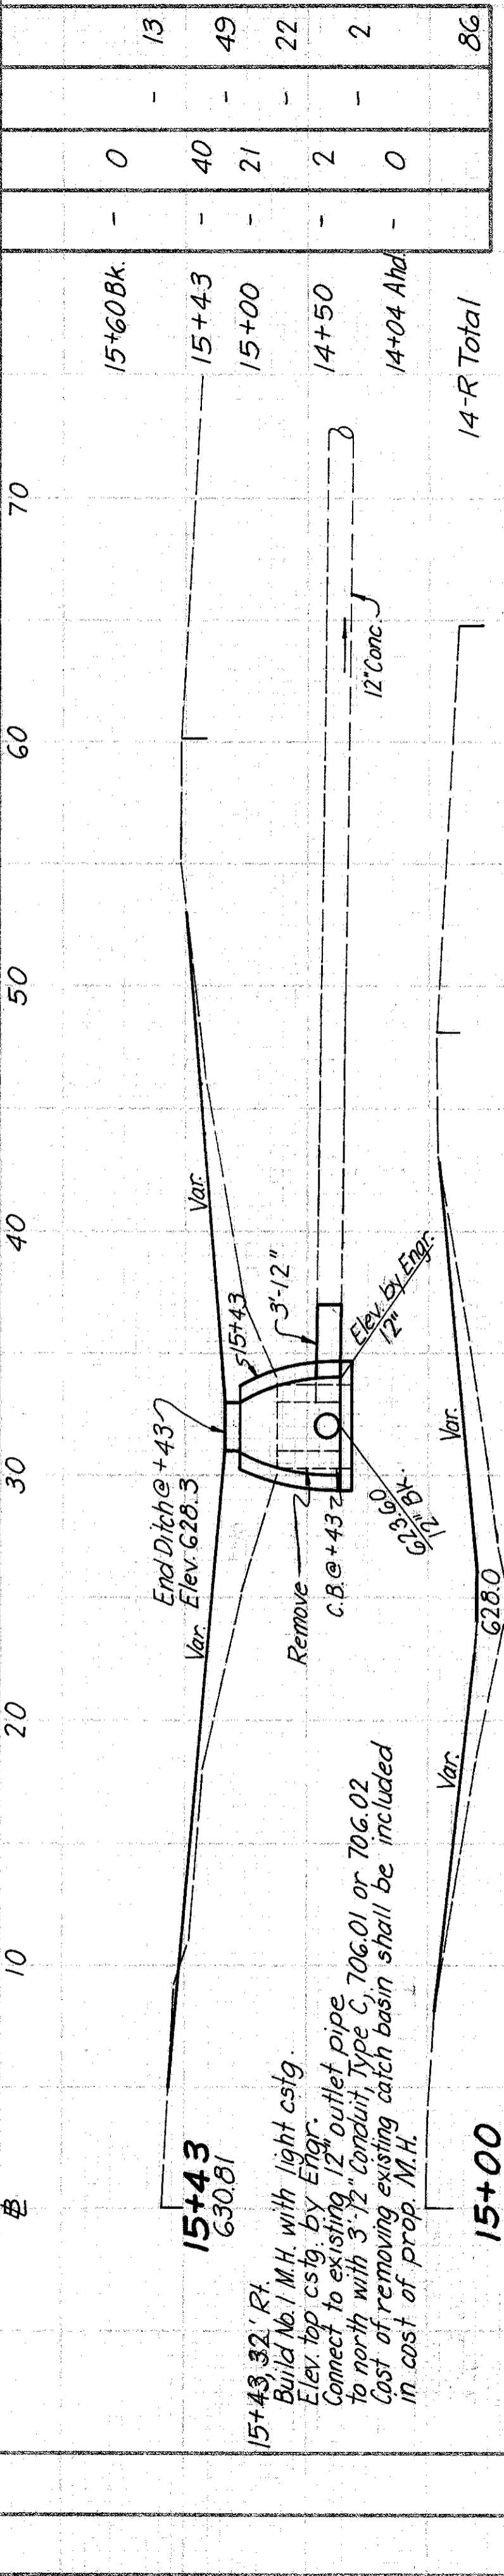 15+60 Bk. - 0
- 13
15+43 - 40 - 49
15+00 - 21
- 22
14+50 - 2
- 2
14+04 Ahd - 0
14-R Total 86
10 20 30 40 50 60 70
15+43
630.81
End Ditch @ +43
Elev. 628.3
Var.
Var.
15+43
3'-12"
12" Conc.
Remove
C.B. @ +43
623.60
12" Bk.
Elev. by Engr.
12"
15+43, 32' Rt.
Build No. 1 M.H. with light cstg.
Elev. top cstg. by Engr.
Connect to existing 12" outlet pipe
to north with 3'-12" Conduit, Type C, 706.01 or 706.02
Cost of removing existing catch basin shall be included
in cost of prop. M.H.
Var.
Var.
628.0
15+00